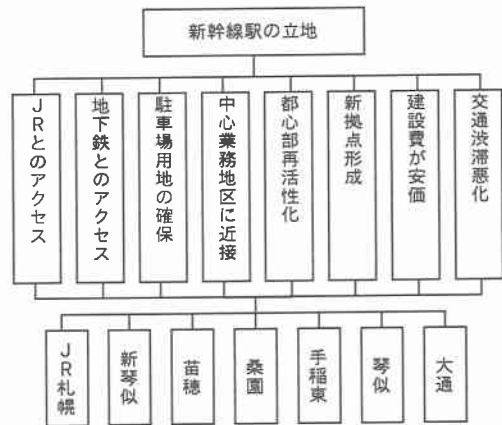 新幹線駅の立地
JRとのアクセス
地下鉄とのアクセス
駐車場用地の確保
中心業務地区に近接
都心部再活性化
新拠点形成
建設費が安価
交通渋滞悪化
JR札幌
新琴似
苗穂
桑園
手稲東
琴似
大通